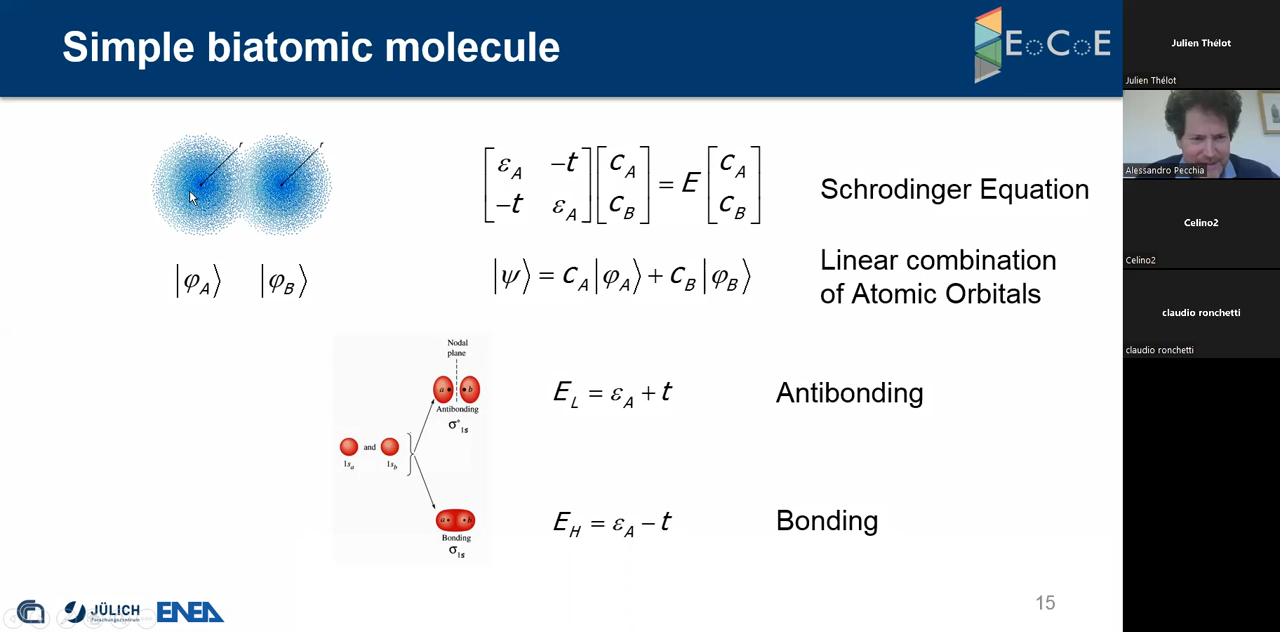 Simple biatomic molecule
EoCoE
r
r
|φA⟩ |φB⟩
[εA −t; −t εA] [cA; cB] = E [cA; cB]
Schrodinger Equation
|ψ⟩ = cA|φA⟩ + cB|φB⟩
Linear combination
of Atomic Orbitals
Nodal
plane
a b
Antibonding
σ*1s
1sa and 1sb
a b
Bonding
σ1s
EL = εA + t
Antibonding
EH = εA − t
Bonding
JÜLICH
Forschungszentrum
ENEA
15
Julien Thélot
Julien Thélot
Alessandro Pecchia
Celino2
Celino2
claudio ronchetti
claudio ronchetti